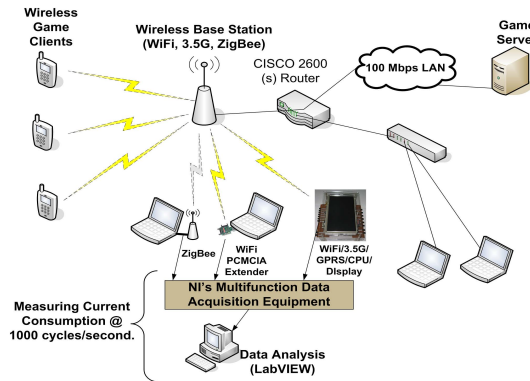 Wireless
Game
Clients
Wireless Base Station
(WiFi, 3.5G, ZigBee)
CISCO 2600
(s) Router
100 Mbps LAN
Game
Serve
ZigBee
WiFi
PCMCIA
Extender
WiFi/3.5G/
GPRS/CPU/
DIsplay
NI's Multifunction Data
Acquisition Equipment
Measuring Current
Consumption @
1000 cycles/second.
Data Analysis
(LabVIEW)